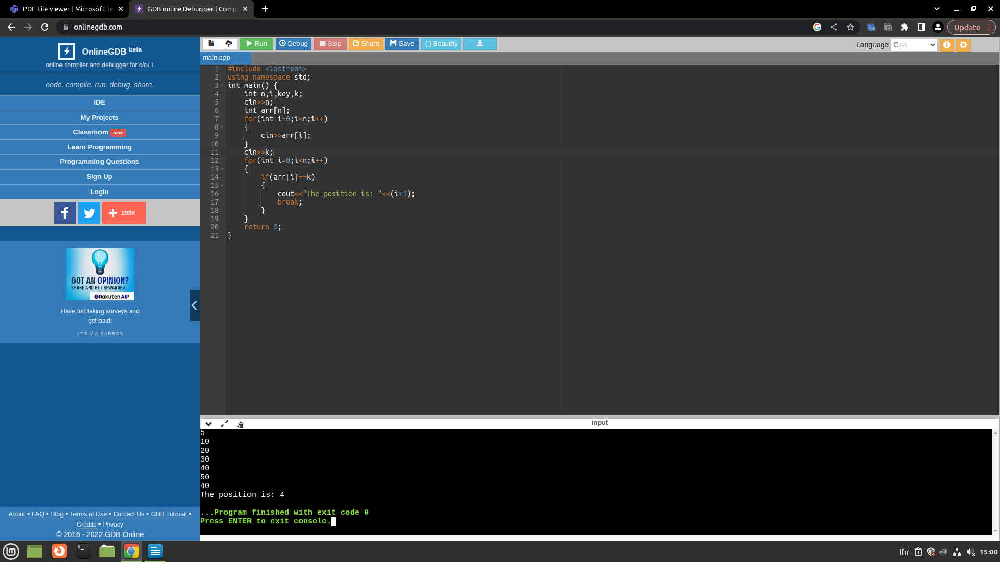 PDF File viewer | Microsoft Te
GDB online Debugger | Comp
onlinegdb.com
Update
OnlineGDB beta
online compiler and debugger for c/c++
code. compile. run. debug. share.
IDE
My Projects
Classroom new
Learn Programming
Programming Questions
Sign Up
Login
193K
GOT AN OPINION?
SHARE AND GET REWARDED.
Rakuten AIP
Have fun taking surveys and
get paid!
ADS VIA CARBON
About • FAQ • Blog • Terms of Use • Contact Us • GDB Tutorial •
Credits • Privacy
© 2016 - 2022 GDB Online
Run Debug Stop Share Save { } Beautify
Language C++
main.cpp
1 #include <iostream>
2 using namespace std;
3 int main() {
4     int n,i,key,k;
5     cin>>n;
6     int arr[n];
7     for(int i=0;i<n;i++)
8     {
9         cin>>arr[i];
10     }
11     cin>>k;
12     for(int i=0;i<n;i++)
13     {
14         if(arr[i]==k)
15         {
16             cout<<"The position is: "<<(i+1);
17             break;
18         }
19     }
20     return 0;
21 }
input
5
10
20
30
40
50
40
The position is: 4
...Program finished with exit code 0
Press ENTER to exit console.
15:00